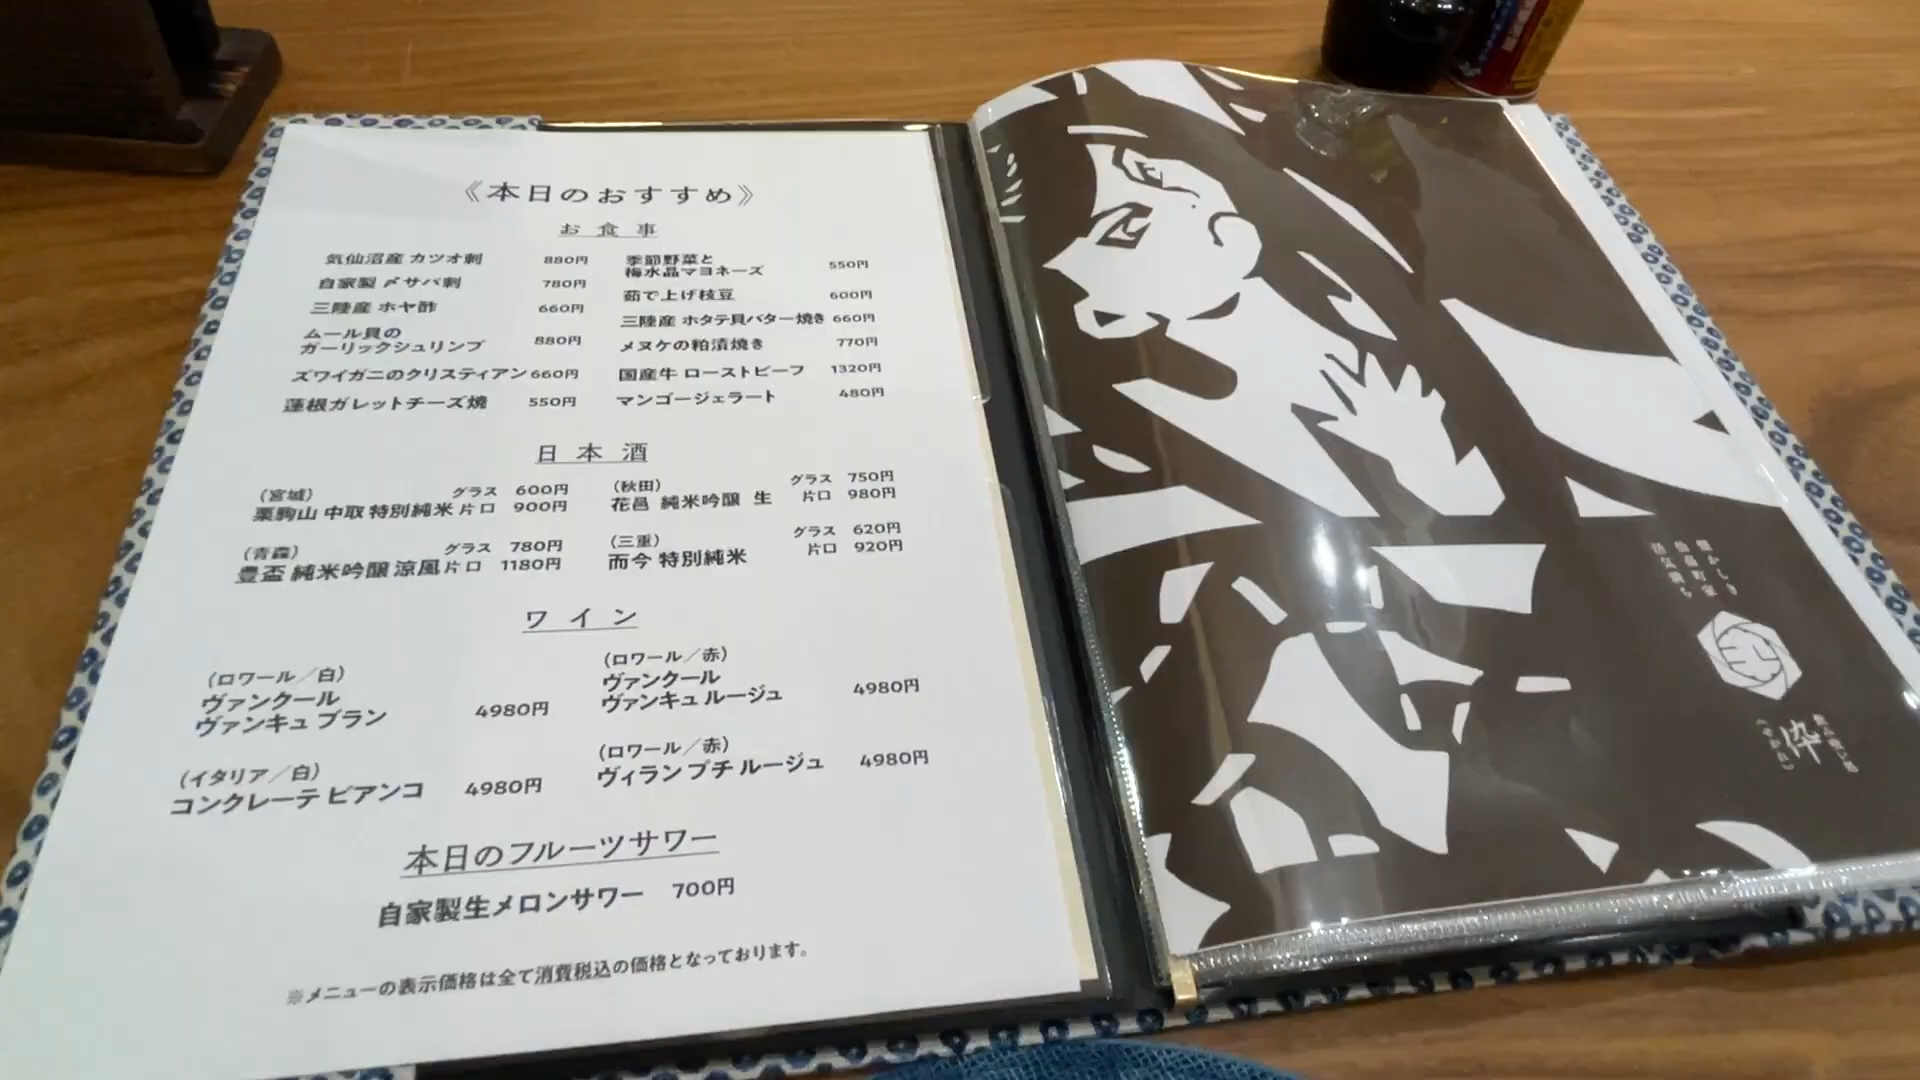 《本日のおすすめ》
お食事
気仙沼産 カツオ刺 880円
自家製 〆サバ刺 780円
三陸産 ホヤ酢 660円
ムール貝の
ガーリックシュリンプ 880円
ズワイガニのクリスティアン 660円
蓮根ガレットチーズ焼 550円
季節野菜と
梅水晶マヨネーズ 550円
茹で上げ枝豆 600円
三陸産 ホタテ貝バター焼き 660円
メヌケの粕漬焼き 770円
国産牛 ローストビーフ 1320円
マンゴージェラート 480円
日本酒
（宮城） グラス 600円
栗駒山 中取 特別純米 片口 900円
（青森） グラス 780円
豊盃 純米吟醸 涼風 片口 1180円
（秋田） グラス 750円
花邑 純米吟醸 生 片口 980円
（三重） グラス 620円
而今 特別純米 片口 920円
ワイン
（ロワール／白）
ヴァンクール
ヴァンキュ ブラン 4980円
（イタリア／白）
コンクレーテ ビアンコ 4980円
（ロワール／赤）
ヴァンクール
ヴァンキュ ルージュ 4980円
（ロワール／赤）
ヴィラン プチ ルージュ 4980円
本日のフルーツサワー
自家製生メロンサワー 700円
※メニューの表示価格は全て消費税込の価格となっております。